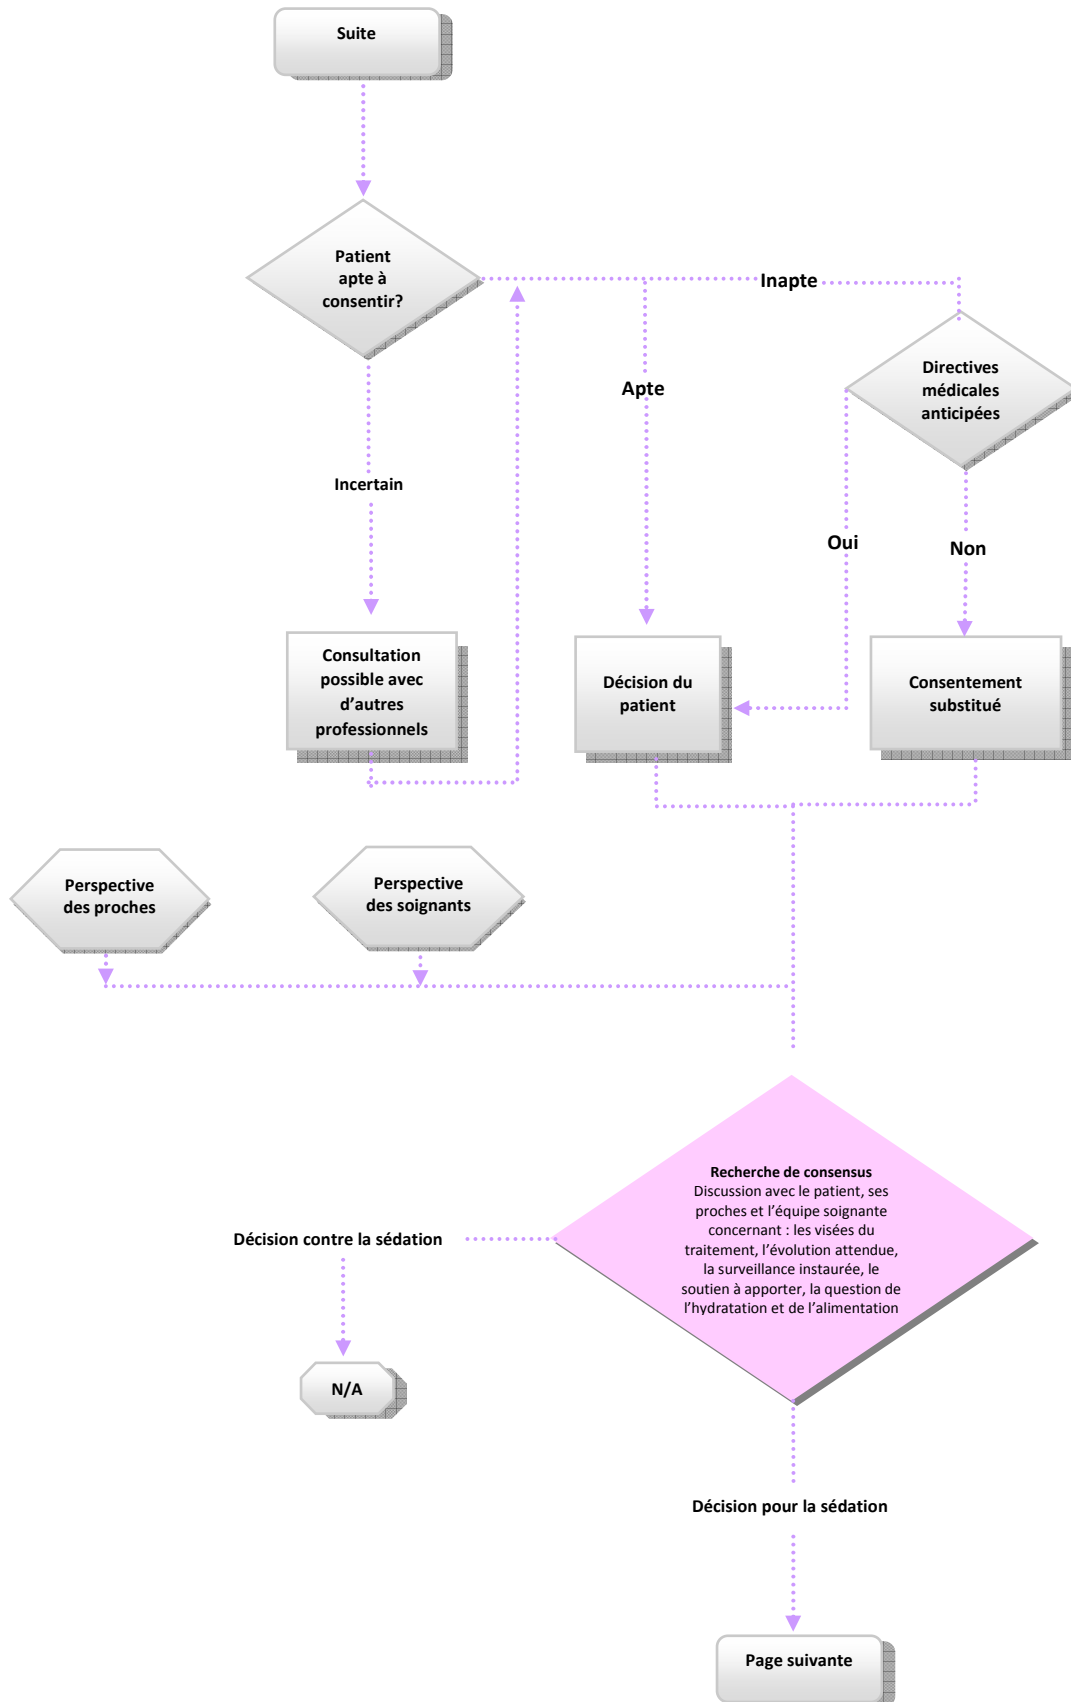 Suite
Patient
apte à
consentir?
Inapte
Directives
médicales
anticipées
Apte
Incertain
Oui
Non
Consultation
possible avec
d’autres
professionnels
Décision du
patient
Consentement
substitué
Perspective
des proches
Perspective
des soignants
Recherche de consensus
Discussion avec le patient, ses
proches et l’équipe soignante
concernant : les visées du
traitement, l’évolution attendue,
la surveillance instaurée, le
soutien à apporter, la question de
l’hydratation et de l’alimentation
Décision contre la sédation
N/A
Décision pour la sédation
Page suivante